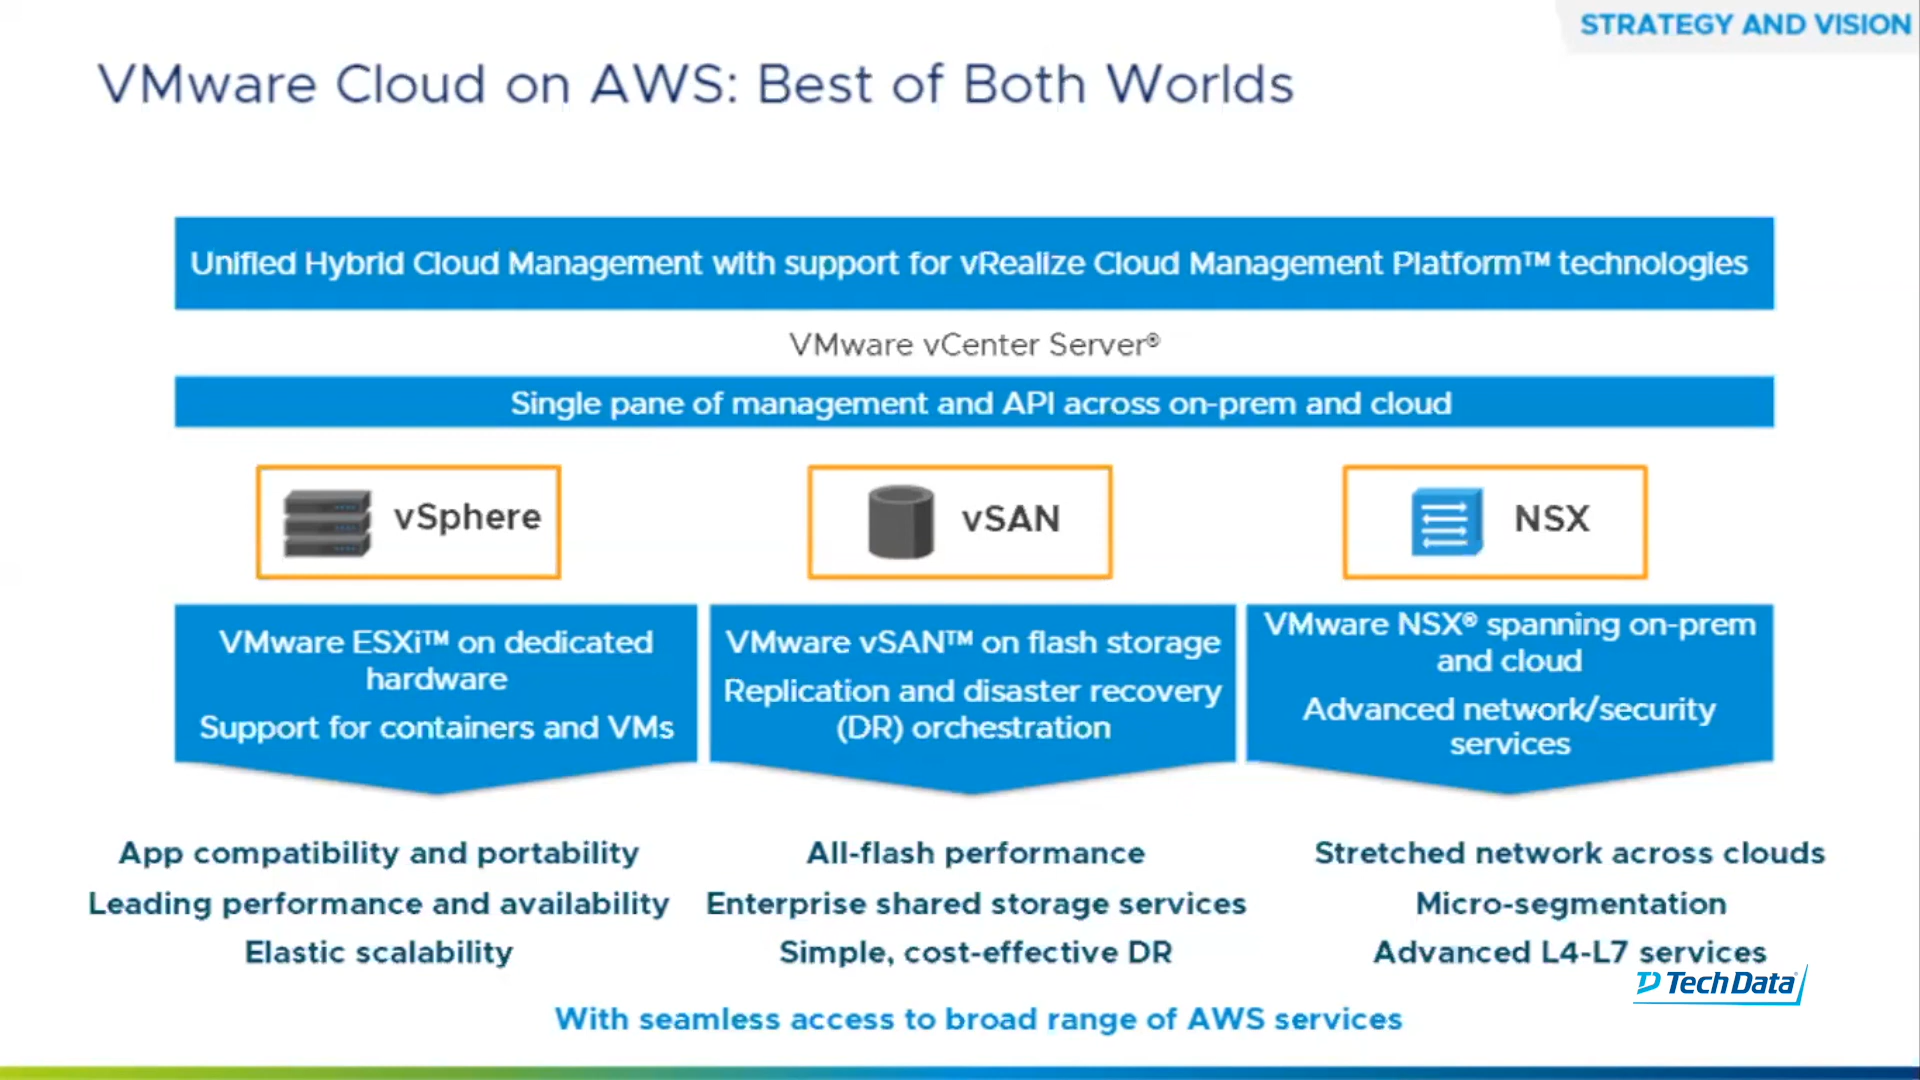 STRATEGY AND VISION
VMware Cloud on AWS: Best of Both Worlds
Unified Hybrid Cloud Management with support for vRealize Cloud Management Platform™ technologies
VMware vCenter Server®
Single pane of management and API across on-prem and cloud
vSphere
vSAN
NSX
VMware ESXi™ on dedicated
hardware
Support for containers and VMs
VMware vSAN™ on flash storage
Replication and disaster recovery
(DR) orchestration
VMware NSX® spanning on-prem
and cloud
Advanced network/security
services
App compatibility and portability
Leading performance and availability
Elastic scalability
All-flash performance
Enterprise shared storage services
Simple, cost-effective DR
Stretched network across clouds
Micro-segmentation
Advanced L4-L7 services
Tech Data
With seamless access to broad range of AWS services